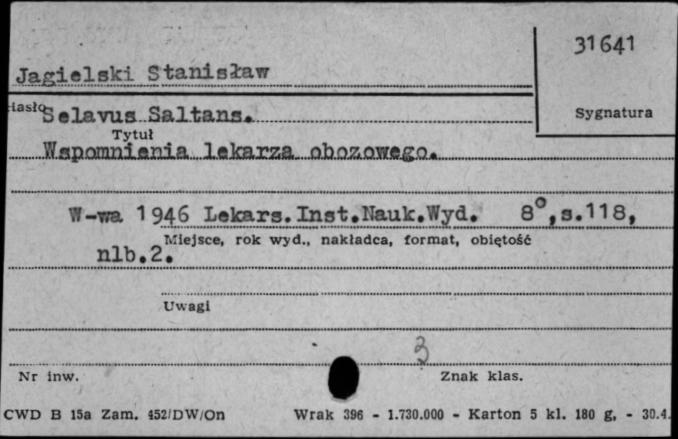 31641
Jagielski Stanisław
Hasło
Sygnatura
Selavus Saltans.
Tytuł
Wspomnienia lekarza obozowego.
W-wa 1946 Lekars.Inst.Nauk.Wyd. 8°,s.118,
Miejsce, rok wyd., nakładca, format, objętość
nlb.2.
Uwagi
3
Nr inw.
Znak klas.
CWD B 15a Zam. 452/DW/On Wrak 396 - 1.730.000 - Karton 5 kl. 180 g, - 30.4.